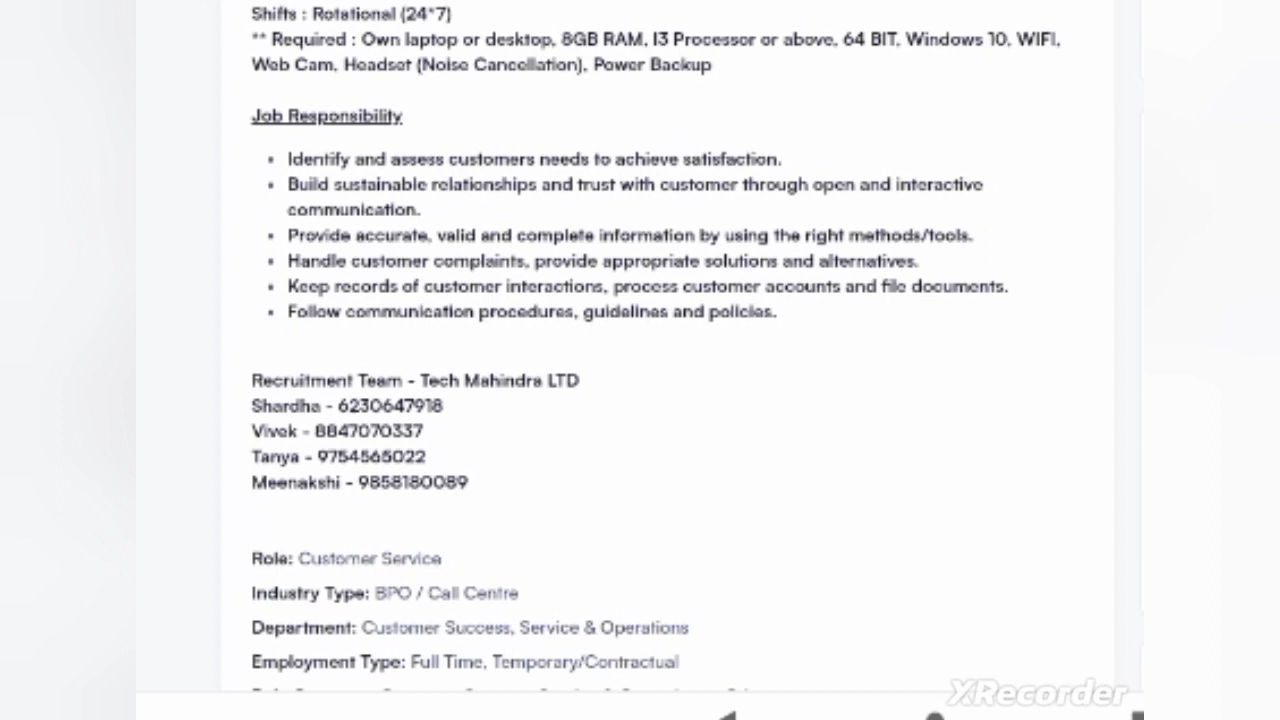 Shifts : Rotational (24*7)
** Required : Own laptop or desktop, 8GB RAM, I3 Processor or above, 64 BIT, Windows 10, WIFI,
Web Cam, Headset (Noise Cancellation), Power Backup
Job Responsibility
• Identify and assess customers needs to achieve satisfaction.
• Build sustainable relationships and trust with customer through open and interactive
communication.
• Provide accurate, valid and complete information by using the right methods/tools.
• Handle customer complaints, provide appropriate solutions and alternatives.
• Keep records of customer interactions, process customer accounts and file documents.
• Follow communication procedures, guidelines and policies.
Recruitment Team - Tech Mahindra LTD
Shardha - 6230647918
Vivek - 8847070337
Tanya - 9754565022
Meenakshi - 9858180089
Role: Customer Service
Industry Type: BPO / Call Centre
Department: Customer Success, Service & Operations
Employment Type: Full Time, Temporary/Contractual
XRecorder